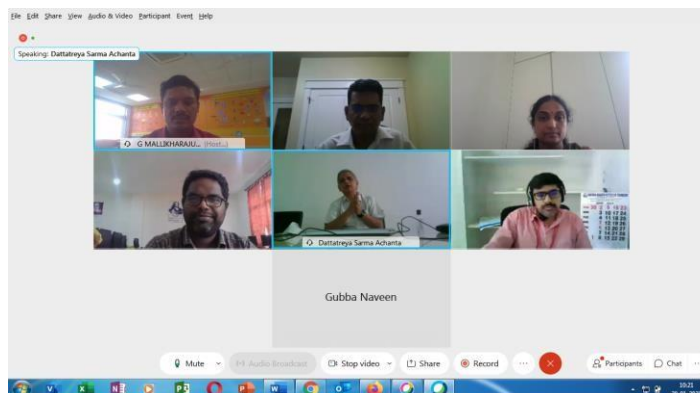 File Edit Share View Audio & Video Participant Event Help
Speaking: Dattatreya Sarma Achanta
G MALLIKHARAJU... (Host...)
Dattatreya Sarma Achanta
Gubba Naveen
Mute
Audio Broadcast
Stop video
Share
Record
Participants
Chat
10:21